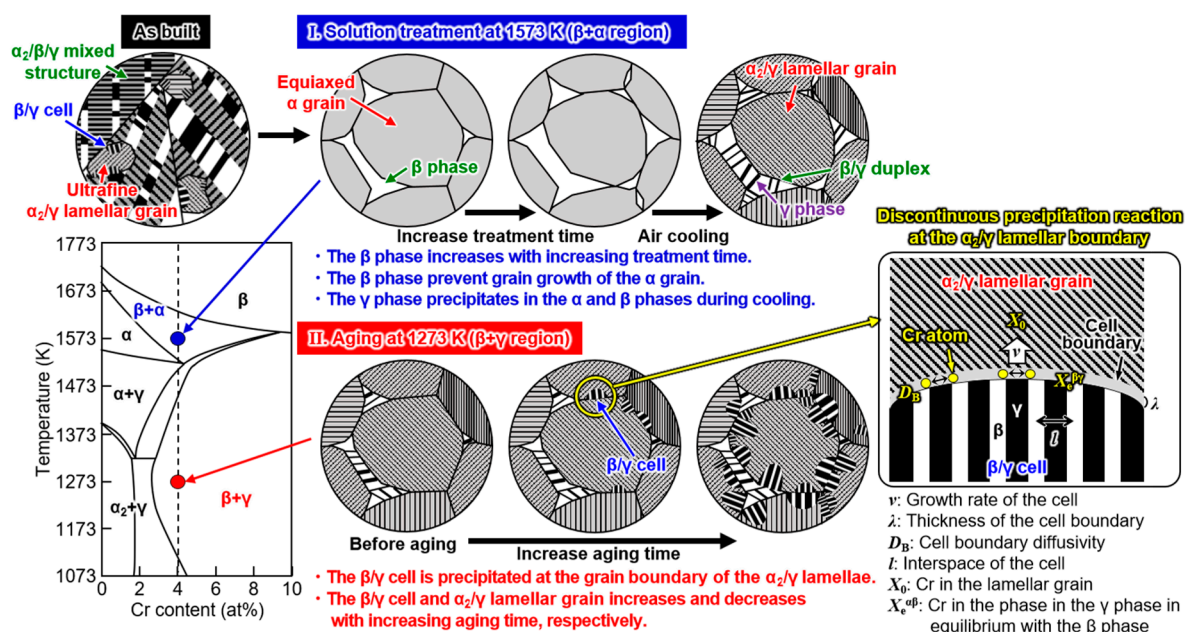 As built
α₂/β/γ mixed
structure
β/γ cell
Ultrafine
α₂/γ lamellar grain
I. Solution treatment at 1573 K (β+α region)
Equiaxed
α grain
β phase
α₂/γ lamellar grain
β/γ duplex
γ phase
Increase treatment time
Air cooling
・The β phase increases with increasing treatment time.
・The β phase prevent grain growth of the α grain.
・The γ phase precipitates in the α and β phases during cooling.
Temperature (K)
1773
1673
1573
1473
1373
1273
1173
1073
β
β+α
α
α+γ
α₂+γ
β+γ
0
2
4
6
8
10
Cr content (at%)
II. Aging at 1273 K (β+γ region)
β/γ cell
Before aging
Increase aging time
・The β/γ cell is precipitated at the grain boundary of the α₂/γ lamellae.
・The β/γ cell and α₂/γ lamellar grain increases and decreases
with increasing aging time, respectively.
Discontinuous precipitation reaction
at the α₂/γ lamellar boundary
α₂/γ lamellar grain
X₀
Cr atom
v
Cell
boundary
D_B
X_e^βγ
λ
γ
β
l
β/γ cell
v: Growth rate of the cell
λ: Thickness of the cell boundary
D_B: Cell boundary diffusivity
l: Interspace of the cell
X₀: Cr in the lamellar grain
X_e^αβ: Cr in the phase in the γ phase in
equilibrium with the β phase